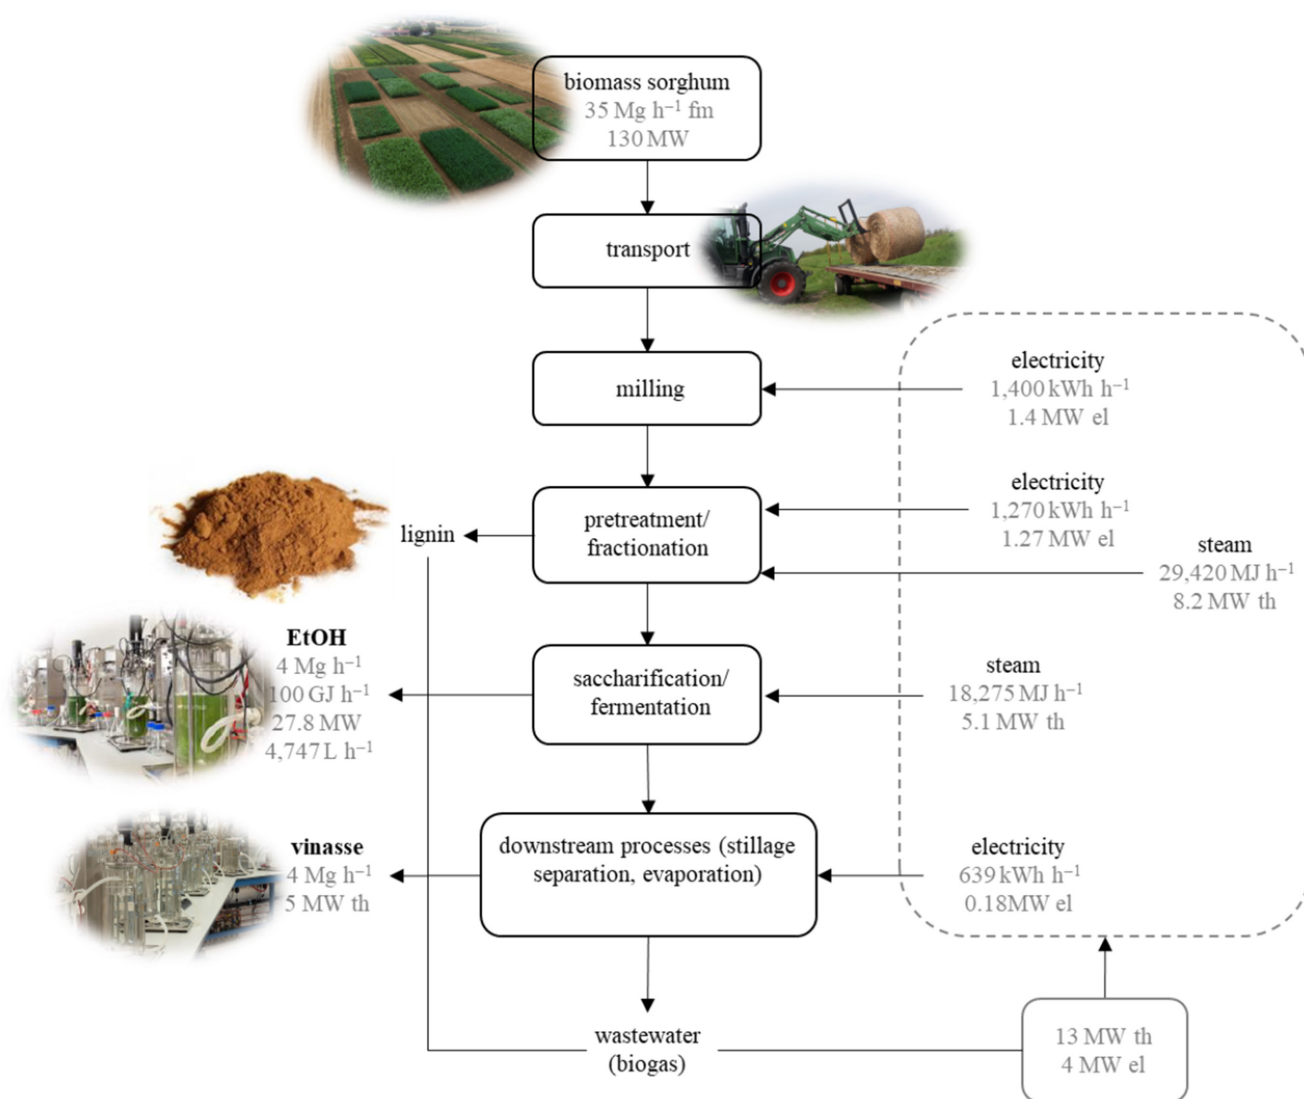 biomass sorghum
35 Mg h⁻¹ fm
130 MW
transport
milling
electricity
1,400 kWh h⁻¹
1.4 MW el
pretreatment/
fractionation
electricity
1,270 kWh h⁻¹
1.27 MW el
steam
29,420 MJ h⁻¹
8.2 MW th
lignin
EtOH
4 Mg h⁻¹
100 GJ h⁻¹
27.8 MW
4,747 L h⁻¹
saccharification/
fermentation
steam
18,275 MJ h⁻¹
5.1 MW th
vinasse
4 Mg h⁻¹
5 MW th
downstream processes (stillage
separation, evaporation)
electricity
639 kWh h⁻¹
0.18MW el
wastewater
(biogas)
13 MW th
4 MW el